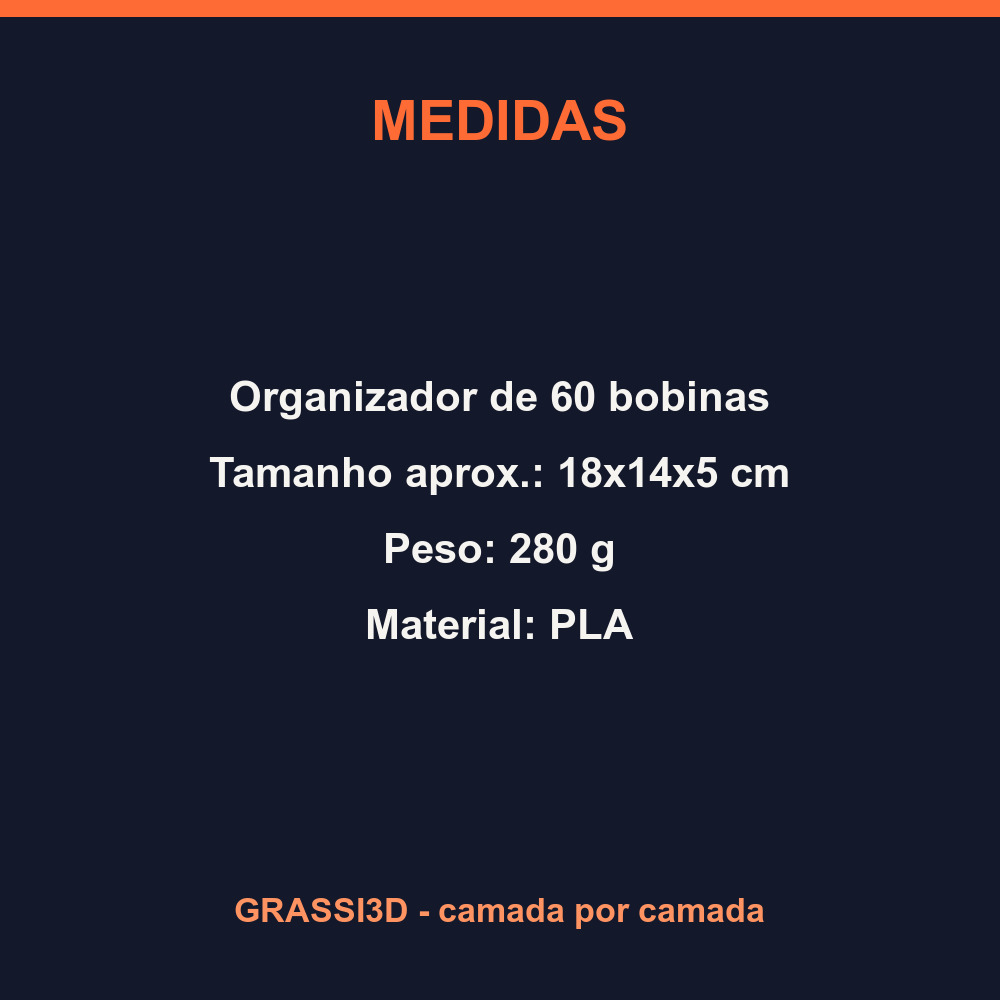 MEDIDAS
Organizador de 60 bobinas
Tamanho aprox.: 18x14x5 cm
Peso: 280 g
Material: PLA
GRASSI3D - camada por camada